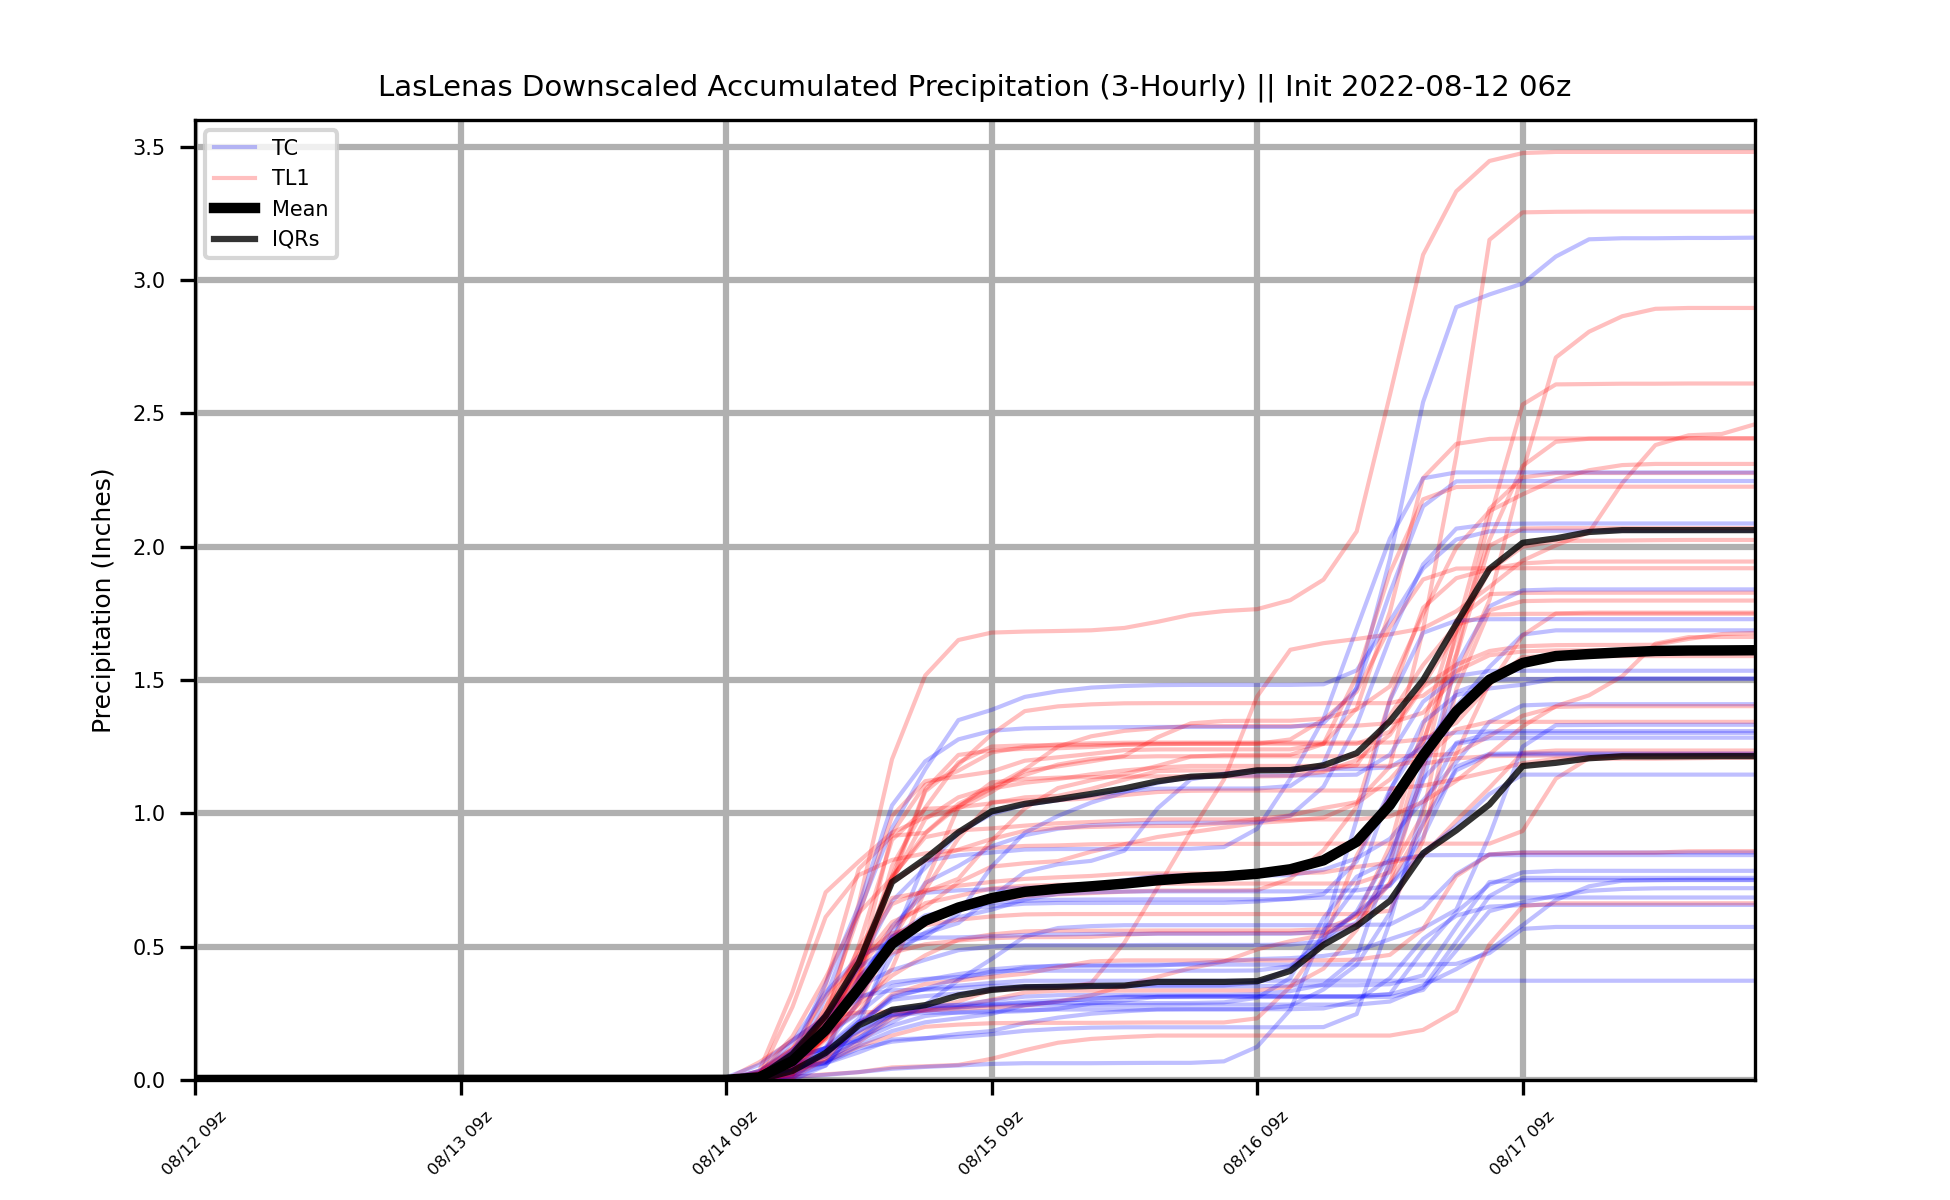 LasLenas Downscaled Accumulated Precipitation (3-Hourly) || Init 2022-08-12 06z
TC
TL1
Mean
IQRs
Precipitation (Inches)
3.5
3.0
2.5
2.0
1.5
1.0
0.5
0.0
08/12 09z
08/13 09z
08/14 09z
08/15 09z
08/16 09z
08/17 09z